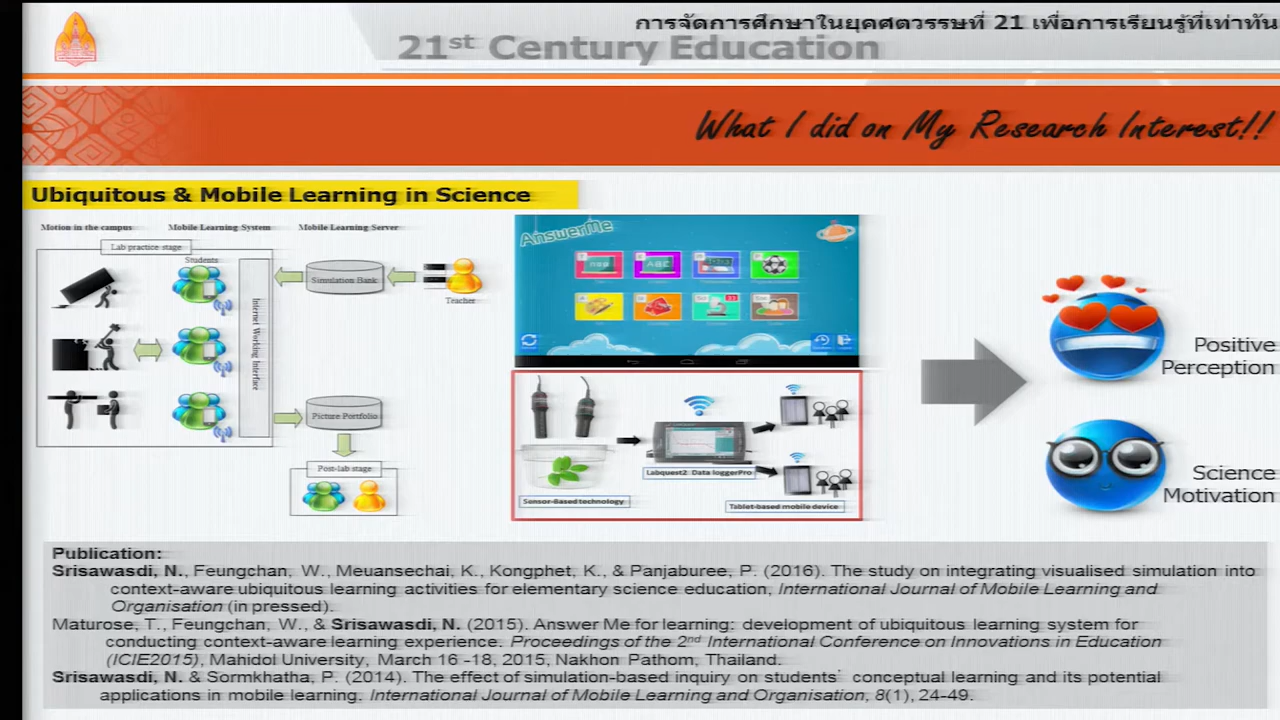 การจัดการศึกษาในยุคศตวรรษที่ 21 เพื่อการเรียนรู้ที่เท่าทัน
21st Century Education
What I did on My Research Interest!!
Ubiquitous & Mobile Learning in Science
Motion in the campus
Mobile Learning System
Mobile Learning Server
Lab practice stage
Students
Internet Working Interface
Simulation Bank
Teacher
Picture Portfolio
Post-lab stage
AnswerMe
ABC
Sensor-Based technology
Labquest2: Data loggerPro
Tablet-based mobile device
Positive
Perception
Science
Motivation
Publication:
Srisawasdi, N., Feungchan, W., Meuansechai, K., Kongphet, K., & Panjaburee, P. (2016). The study on integrating visualised simulation into
context-aware ubiquitous learning activities for elementary science education, International Journal of Mobile Learning and
Organisation (in pressed).
Maturose, T., Feungchan, W., & Srisawasdi, N. (2015). Answer Me for learning: development of ubiquitous learning system for
conducting context-aware learning experience. Proceedings of the 2nd International Conference on Innovations in Education
(ICIE2015), Mahidol University, March 16 -18, 2015, Nakhon Pathom, Thailand.
Srisawasdi, N. & Sormkhatha, P. (2014). The effect of simulation-based inquiry on students' conceptual learning and its potential
applications in mobile learning. International Journal of Mobile Learning and Organisation, 8(1), 24-49.